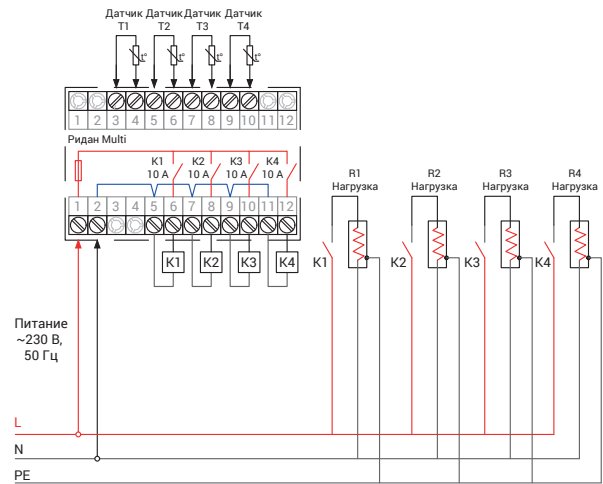 Датчик Датчик Датчик Датчик
T1 T2 T3 T4
t° t° t° t°
1 2 3 4 5 6 7 8 9 10 11 12
Ридан Multi
K1 K2 K3 K4
10 A 10 A 10 A 10 A
1 2 3 4 5 6 7 8 9 10 11 12
K1 K2 K3 K4
R1 R2 R3 R4
Нагрузка Нагрузка Нагрузка Нагрузка
K1 K2 K3 K4
Питание
~230 В,
50 Гц
L
N
PE